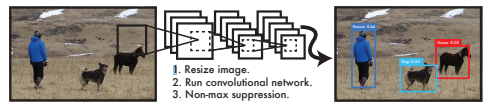 1. Resize image.
2. Run convolutional network.
3. Non-max suppression.
Person: 0.64
Horse: 0.28
Dog: 0.30